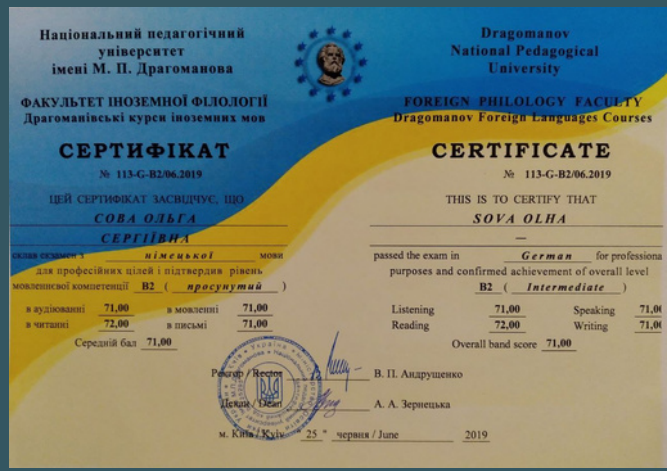 Національний педагогічний
університет
імені М. П. Драгоманова
ФАКУЛЬТЕТ ІНОЗЕМНОЇ ФІЛОЛОГІЇ
Драгоманівські курси іноземних мов
СЕРТИФІКАТ
№ 113-G-B2/06.2019
ЦЕЙ СЕРТИФІКАТ ЗАСВІДЧУЄ, ЩО
СОВА ОЛЬГА
СЕРГІЇВНА
склав екзамен з німецької мови
для професійних цілей і підтвердив рівень
мовленнєвої компетенції B2 ( просунутий )
в аудіюванні 71,00 в мовленні 71,00
в читанні 72,00 в письмі 71,00
Середній бал 71,00
Dragomanov
National Pedagogical
University
FOREIGN PHILOLOGY FACULTY
Dragomanov Foreign Languages Courses
CERTIFICATE
№ 113-G-B2/06.2019
THIS IS TO CERTIFY THAT
SOVA OLHA
—
passed the exam in German for professiona
purposes and confirmed achievement of overall level
B2 ( Intermediate )
Listening 71,00 Speaking 71,00
Reading 72,00 Writing 71,00
Overall band score 71,00
Ректор / Rector В. П. Андрущенко
Декан / Dean А. А. Зернецька
м. Київ / Kyiv " 25 " червня / June 2019